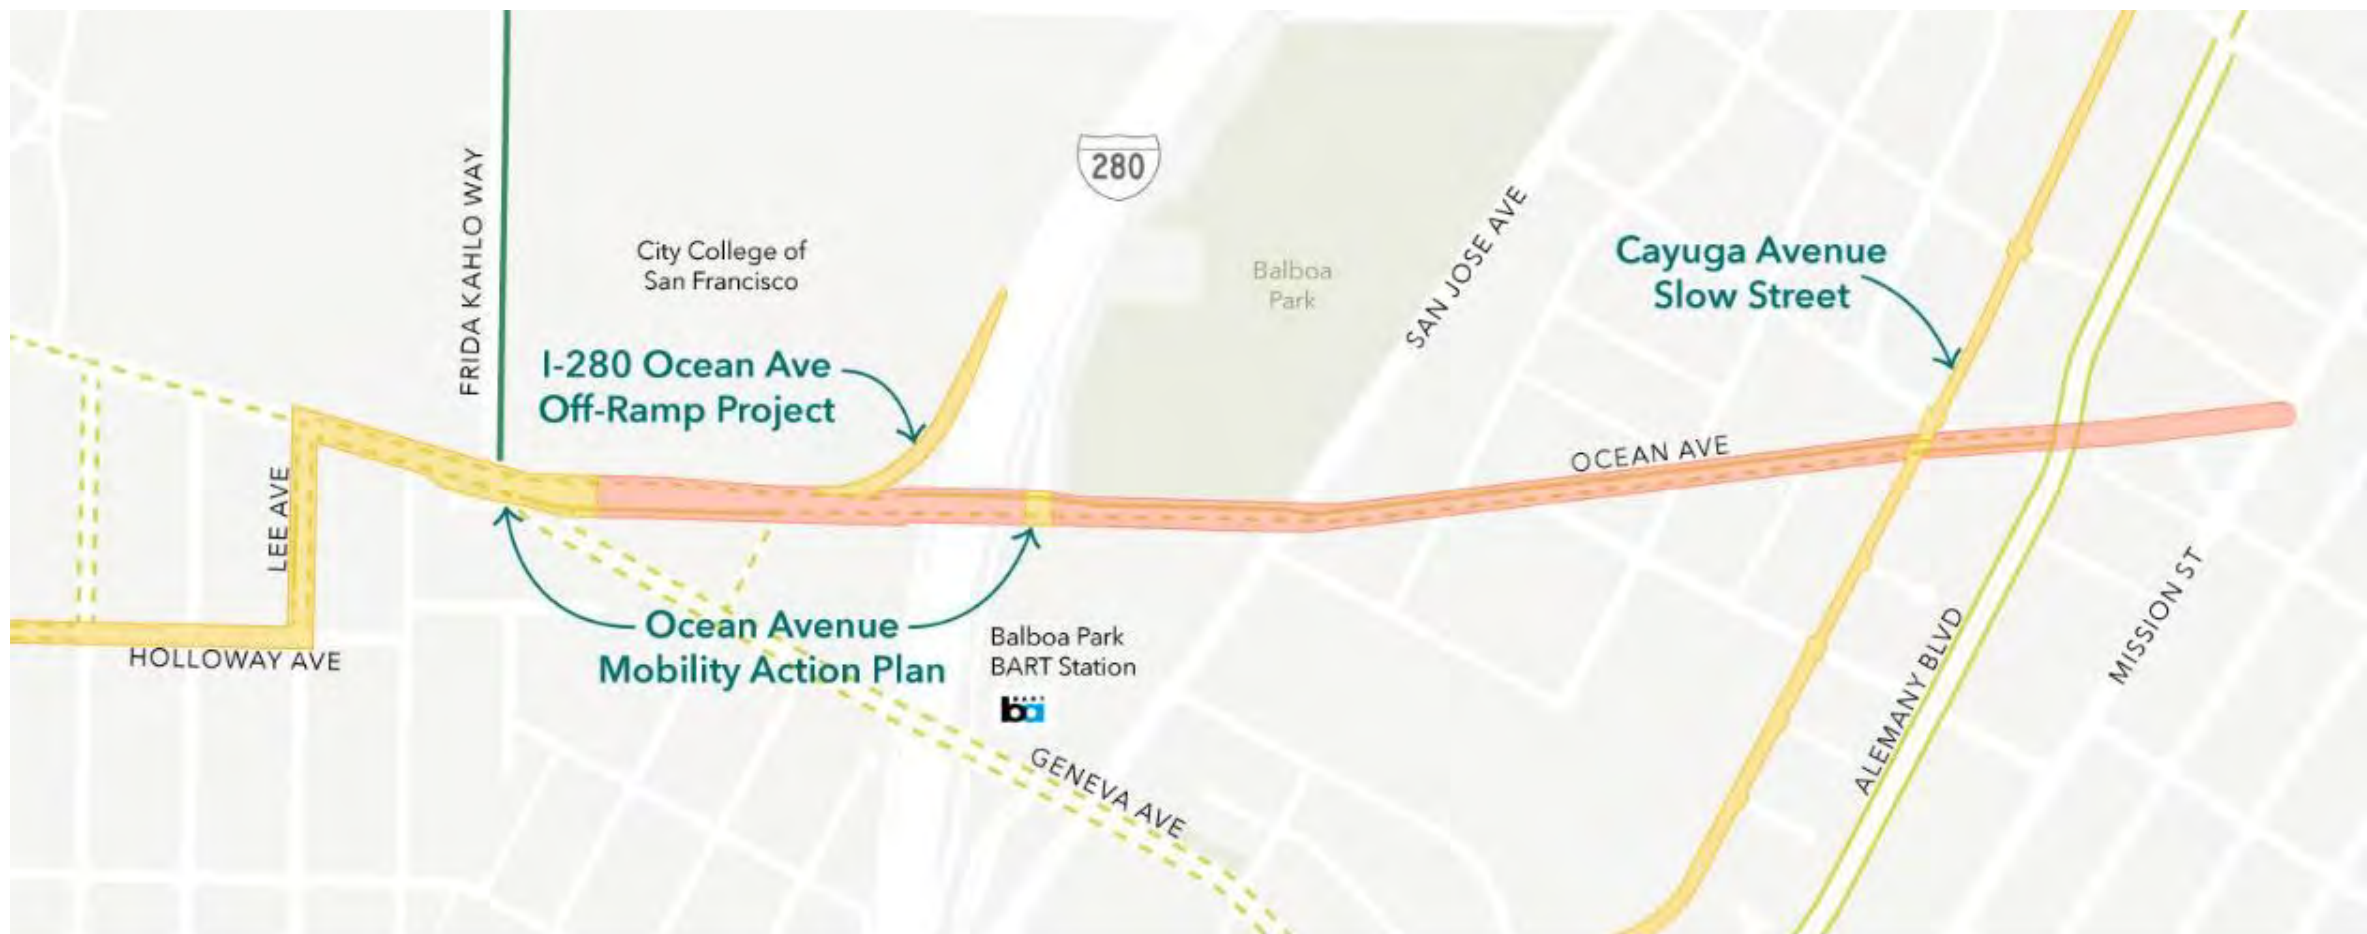 FRIDA KAHLO WAY
280
City College of
San Francisco
Balboa
Park
SAN JOSE AVE
Cayuga Avenue
Slow Street
I-280 Ocean Ave
Off-Ramp Project
OCEAN AVE
LEE AVE
HOLLOWAY AVE
Ocean Avenue
Mobility Action Plan
Balboa Park
BART Station
ba
GENEVA AVE
ALEMANY BLVD
MISSION ST